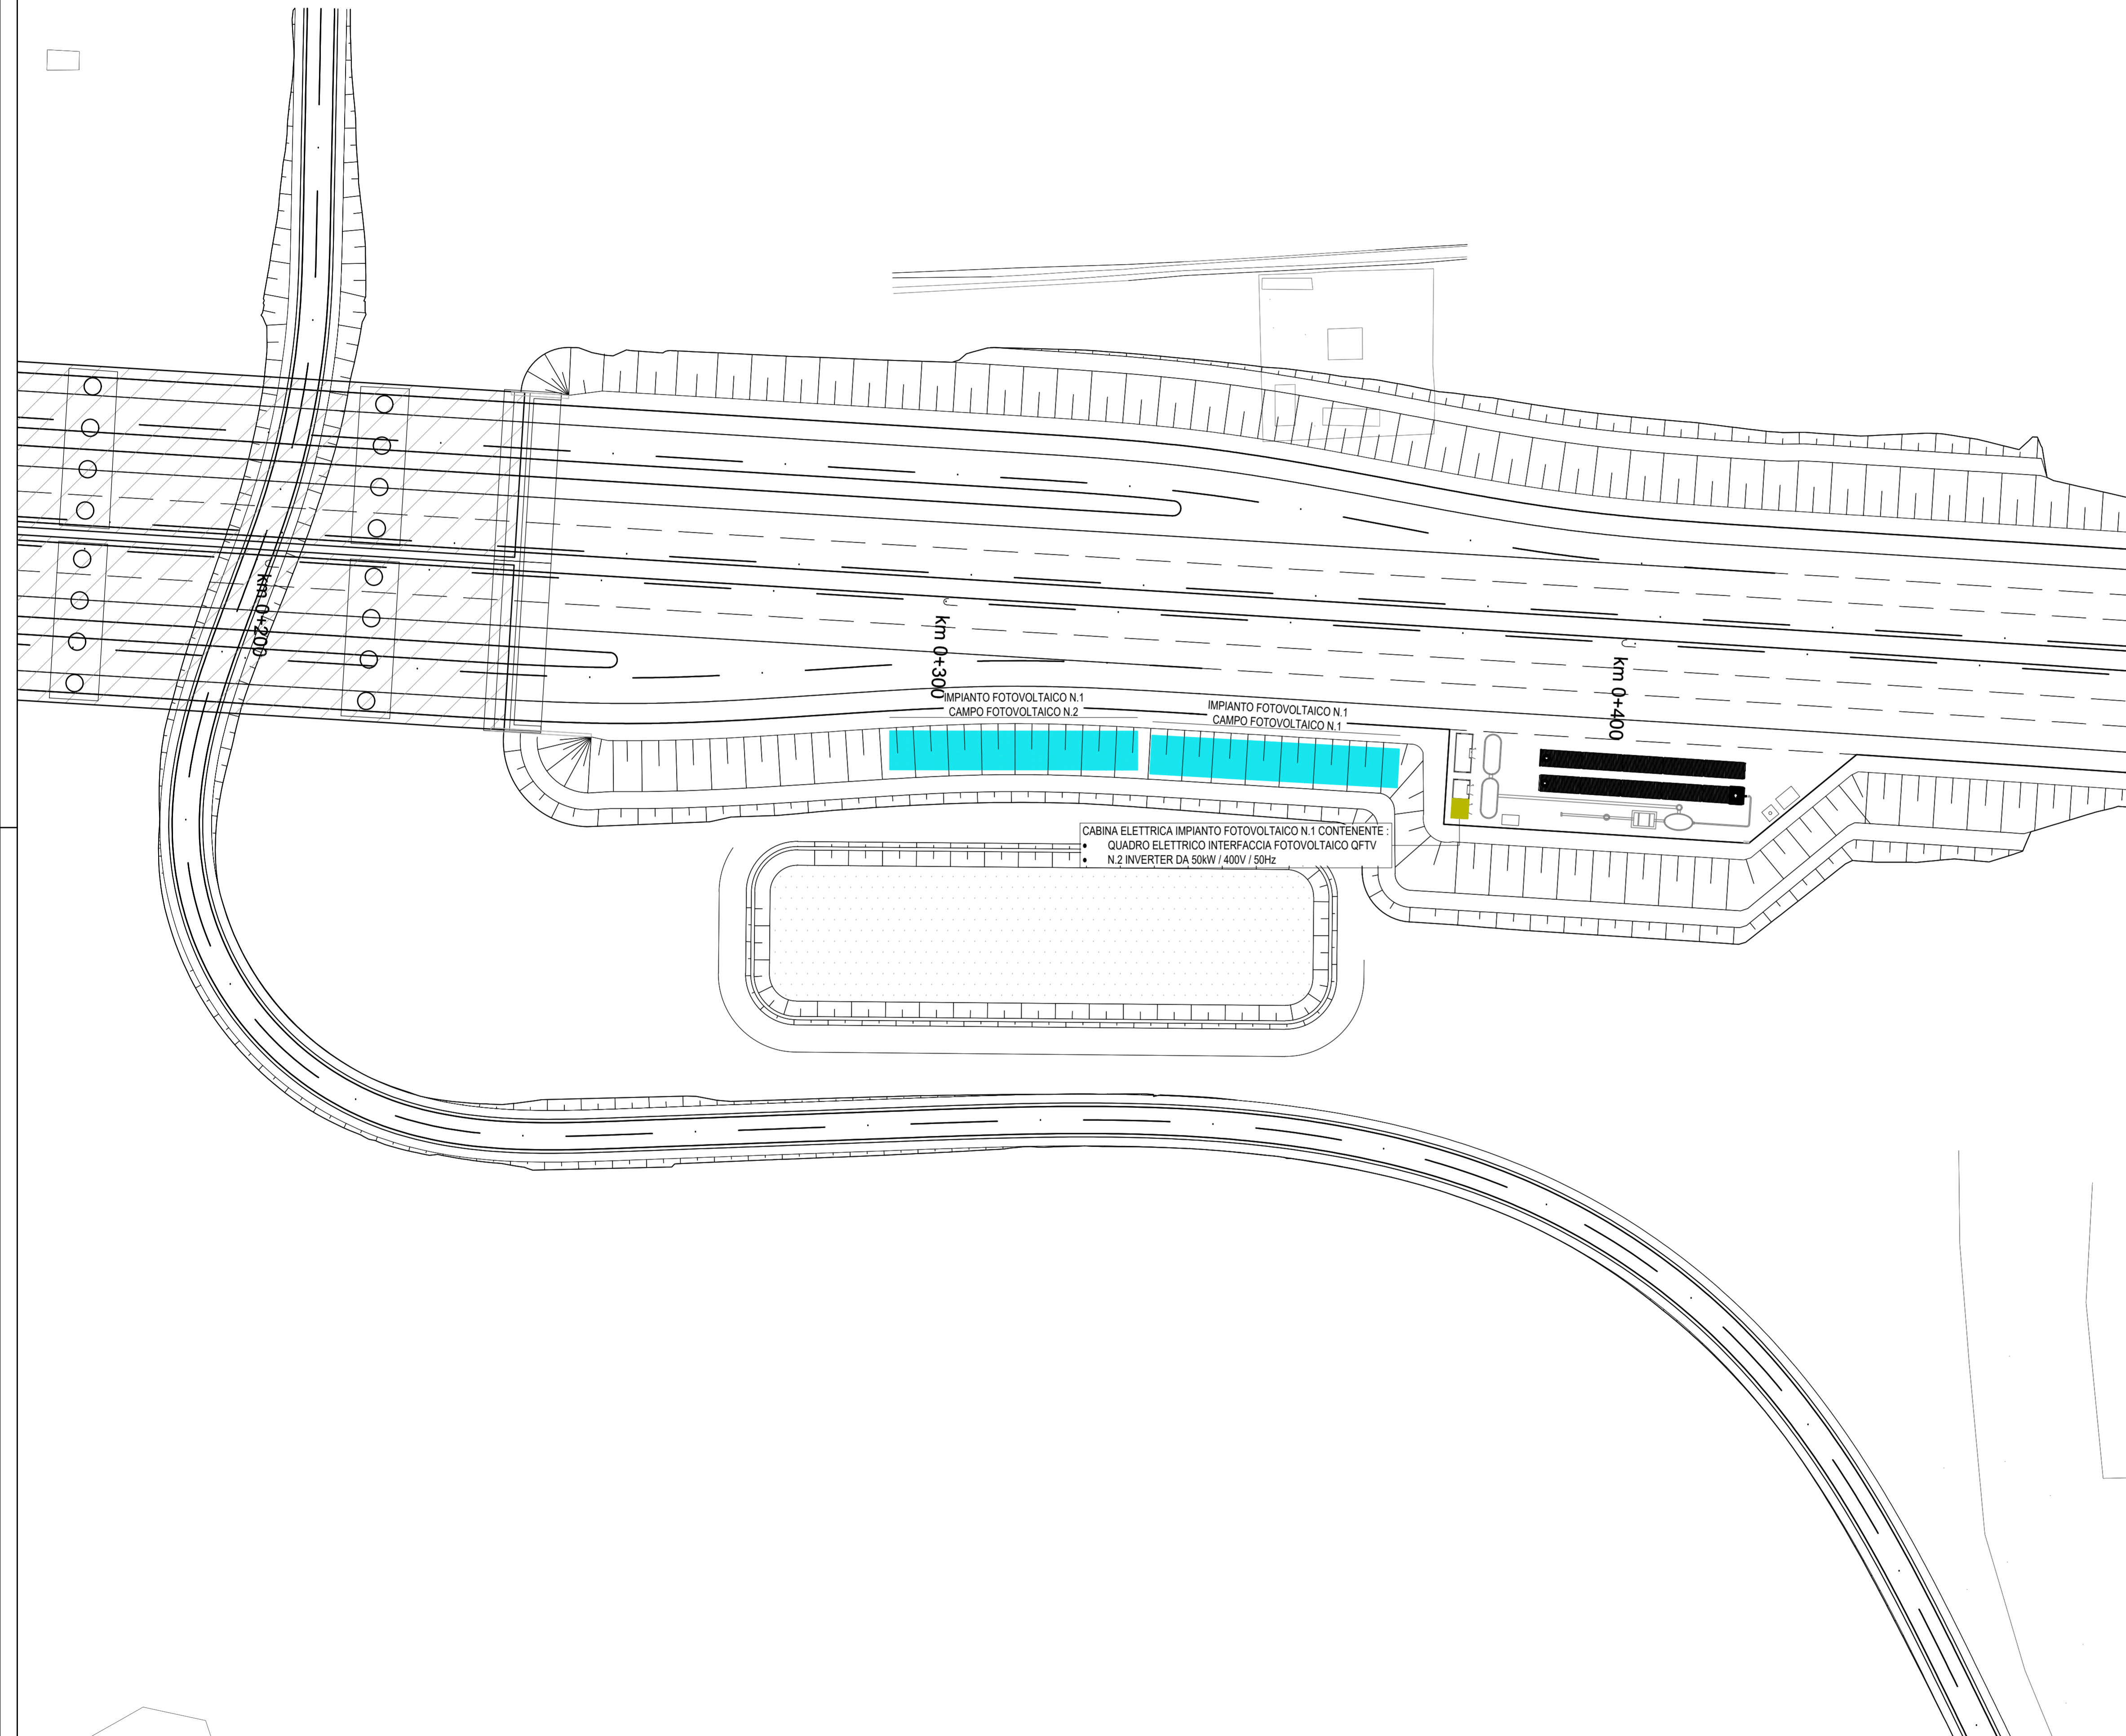 km 0+200
km 0+300
km 0+400
IMPIANTO FOTOVOLTAICO N.1
CAMPO FOTOVOLTAICO N.2
IMPIANTO FOTOVOLTAICO N.1
CAMPO FOTOVOLTAICO N.1
CABINA ELETTRICA IMPIANTO FOTOVOLTAICO N.1 CONTENENTE :
• QUADRO ELETTRICO INTERFACCIA FOTOVOLTAICO QFTV
• N.2 INVERTER DA 50kW / 400V / 50Hz